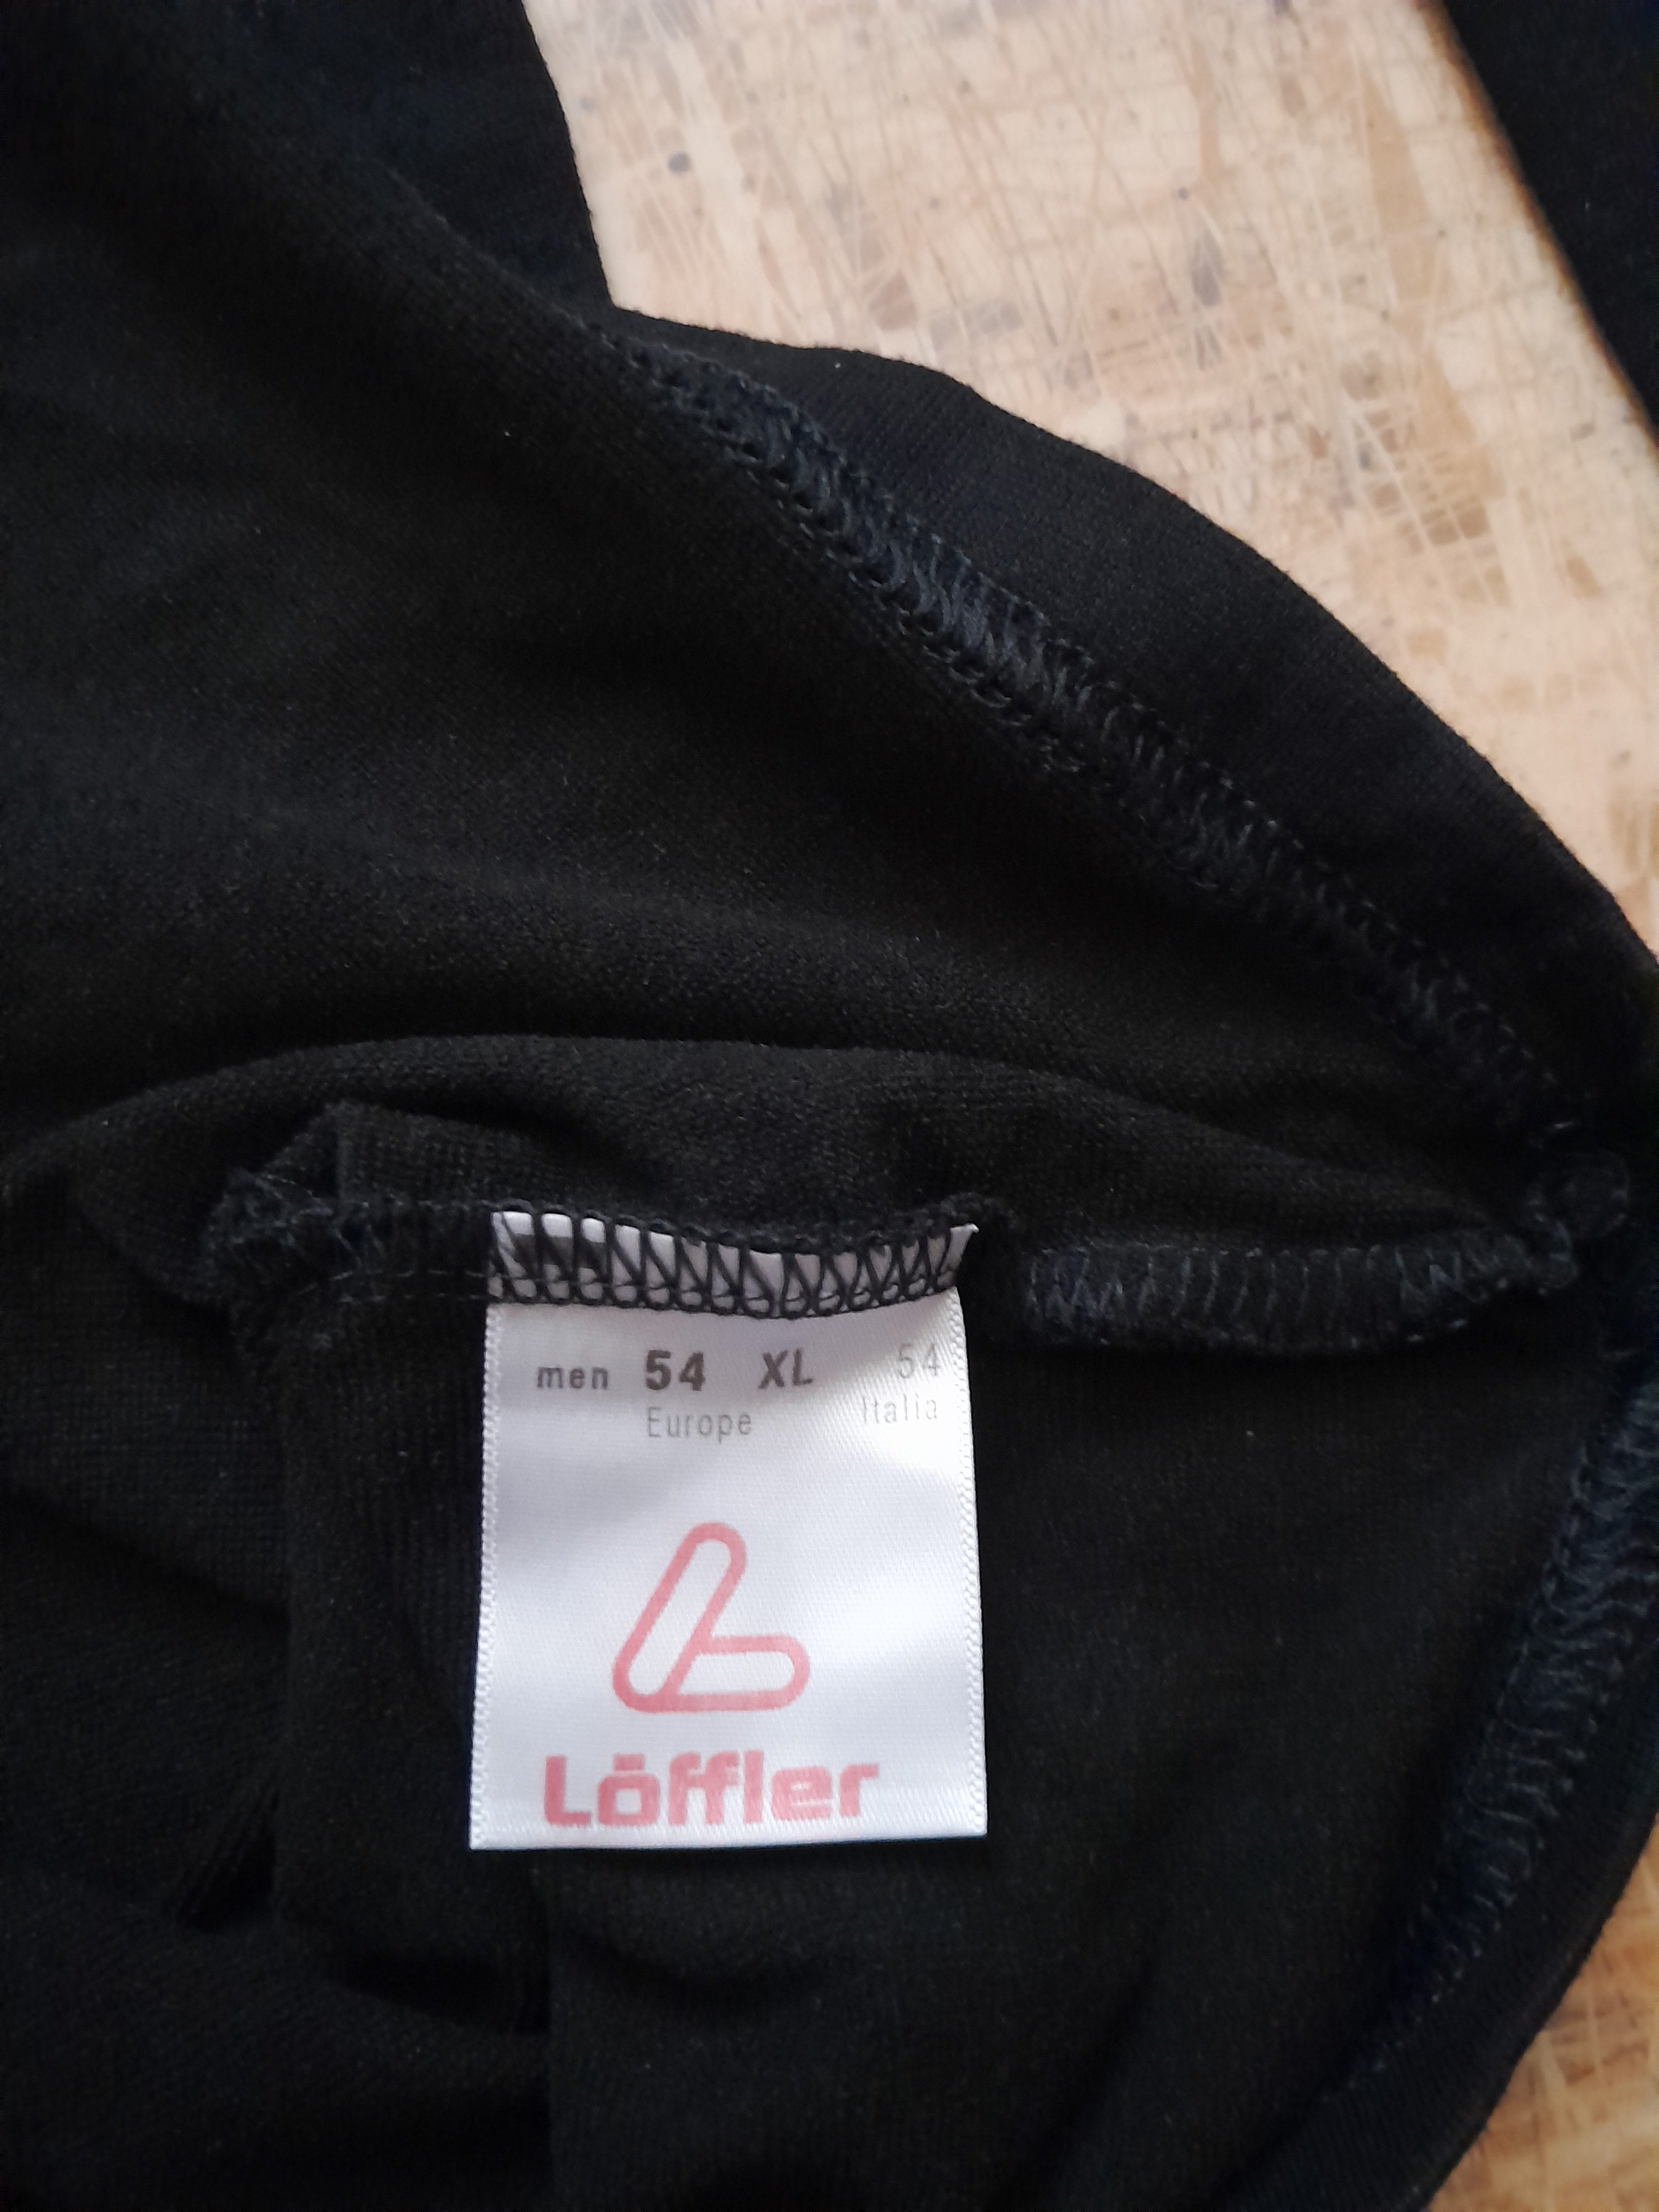 men 54 XL 54
Europe Italia
Löffler